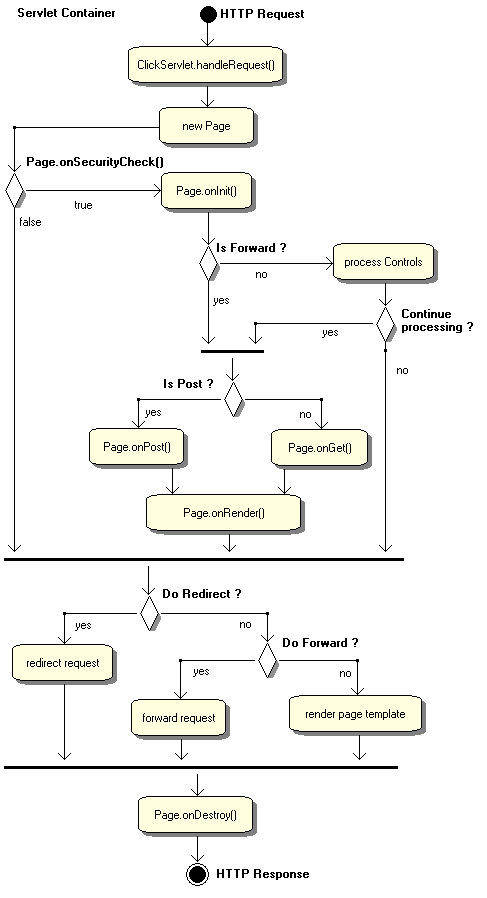 Servlet Container
HTTP Request
ClickServlet.handleRequest()
new Page
Page.onSecurityCheck()
true
Page.onInit()
false
Is Forward ?
no
process Controls
yes
Continue
processing ?
yes
no
Is Post ?
yes
no
Page.onPost()
Page.onGet()
Page.onRender()
Do Redirect ?
yes
no
Do Forward ?
redirect request
yes
no
forward request
render page template
Page.onDestroy()
HTTP Response